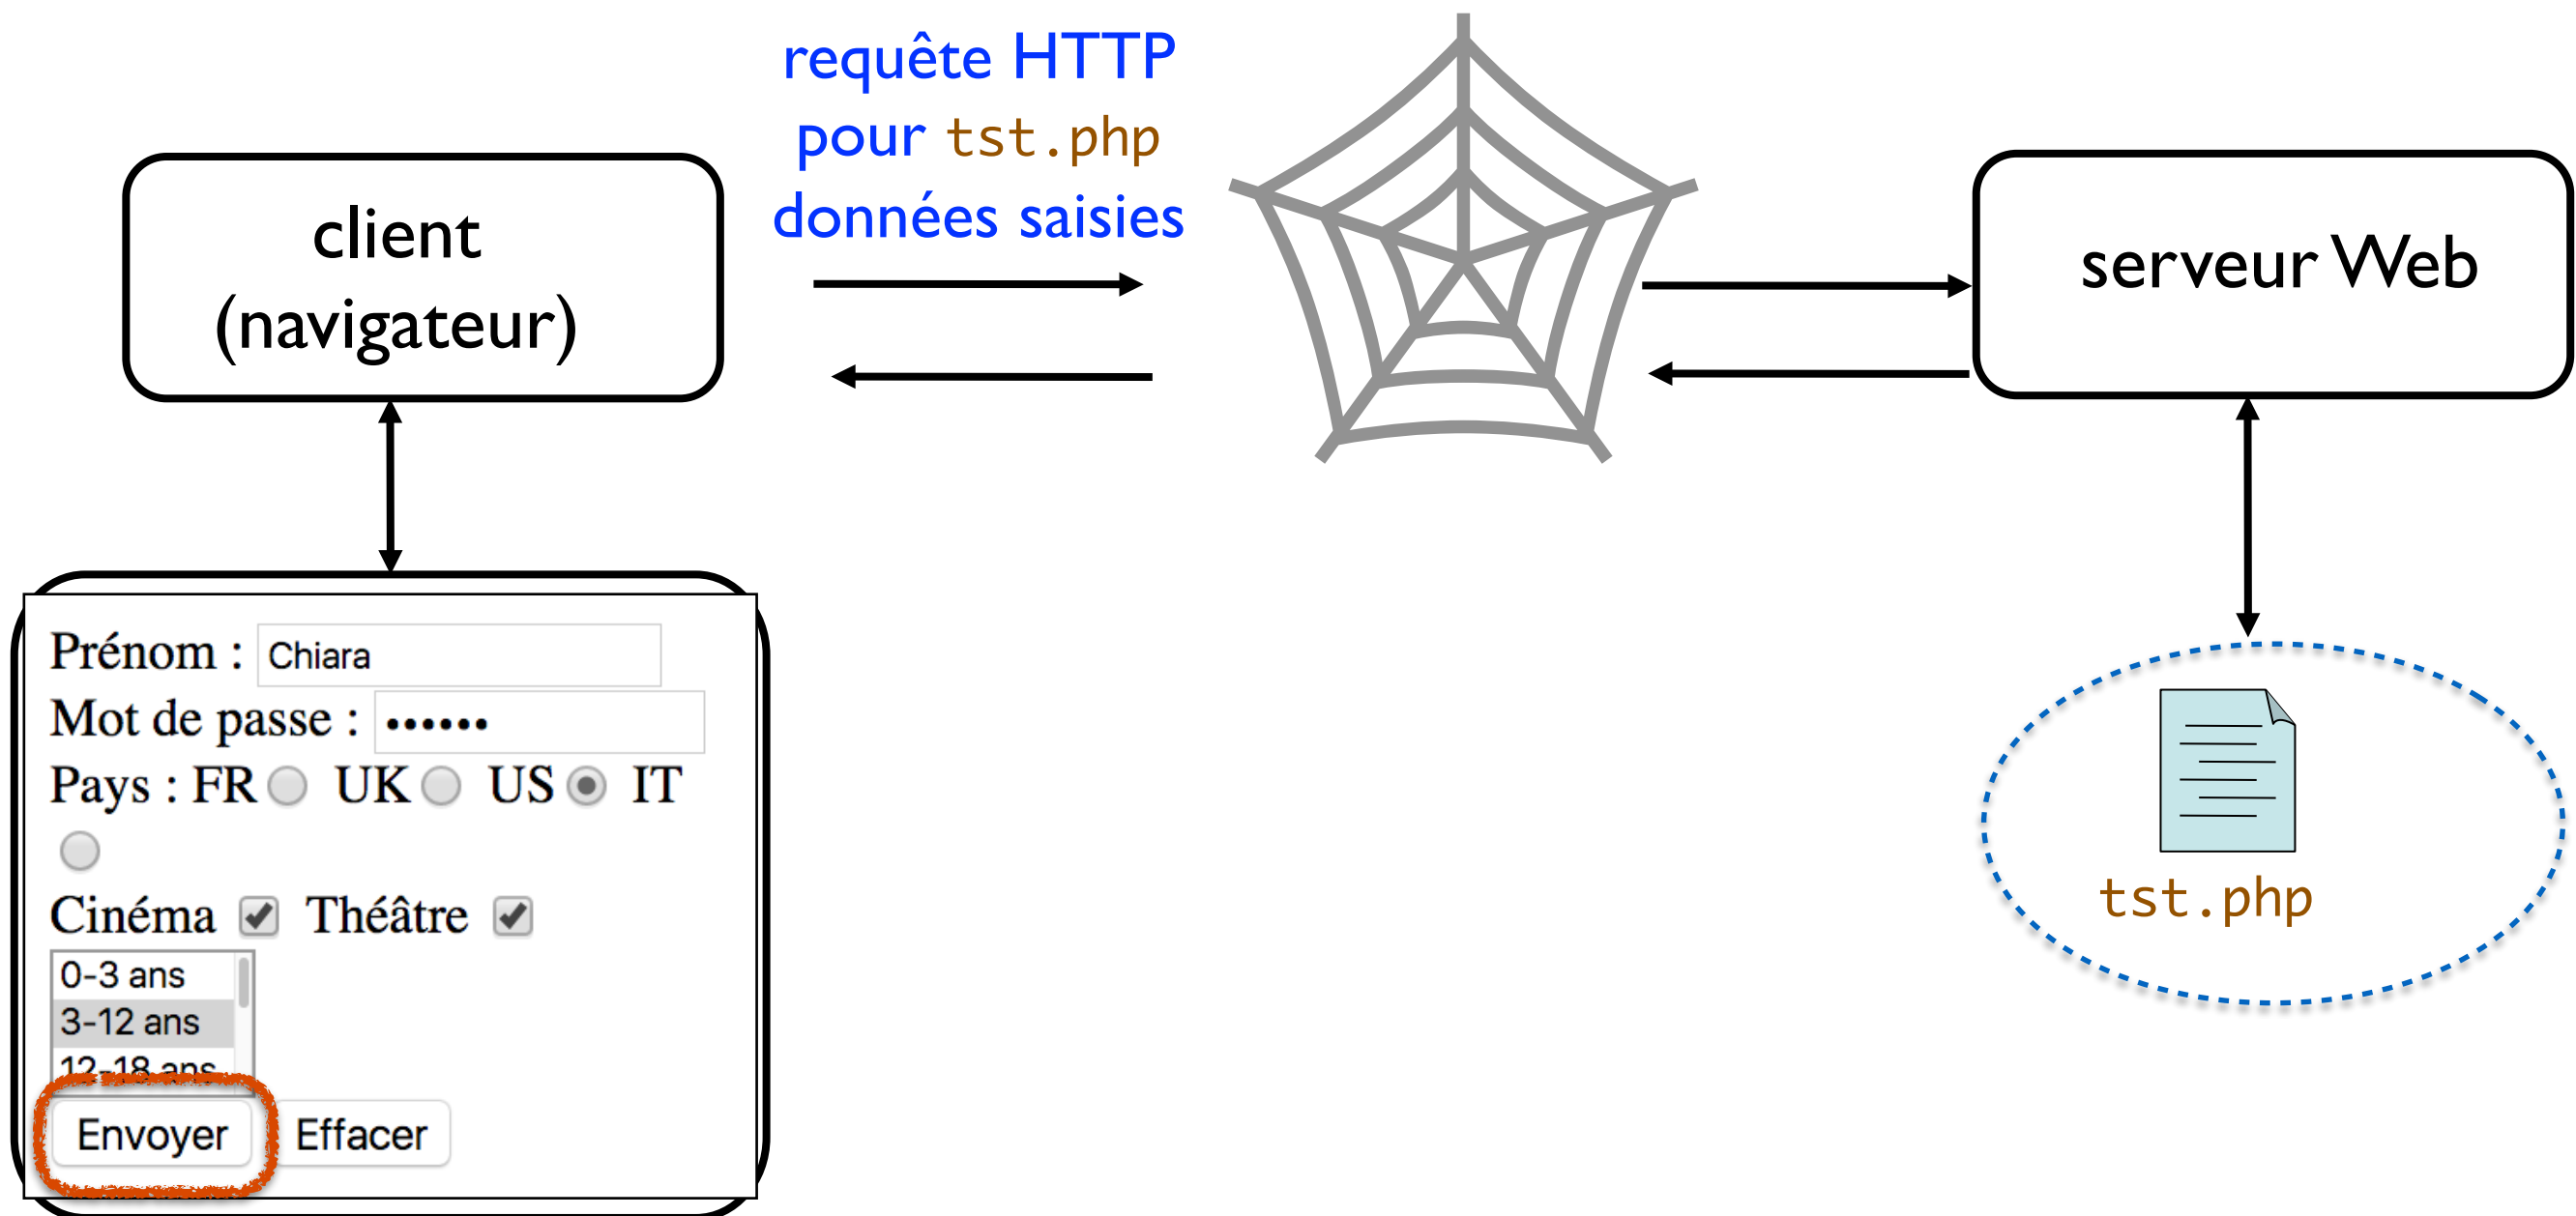 requête HTTP
pour tst.php
données saisies
client
(navigateur)
serveur Web
Prénom : Chiara
Mot de passe : ••••••
Pays : FR UK US IT
Cinéma Théâtre
0-3 ans
3-12 ans
12-18 ans
Envoyer Effacer
tst.php